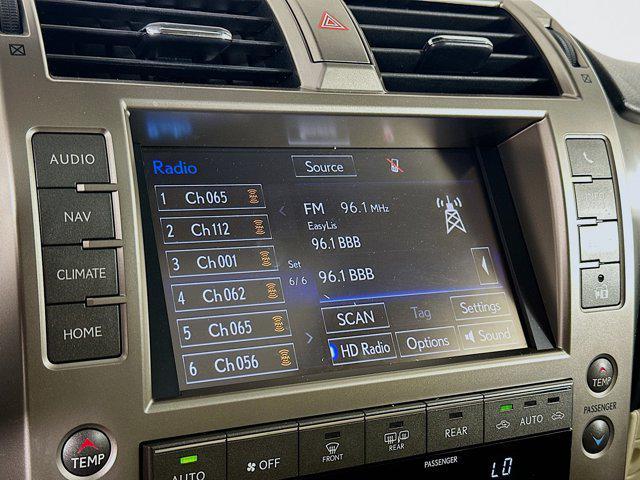 AUDIO
NAV
CLIMATE
HOME
TEMP
Radio
Source
1 Ch065
2 Ch112
3 Ch001
4 Ch062
5 Ch065
6 Ch056
Set
6/6
FM 96.1 MHz
EasyLis
96.1 BBB
96.1 BBB
SCAN
Tag
Settings
HD Radio
Options
Sound
TEMP
PASSENGER
AUTO
OFF
FRONT
REAR
REAR
AUTO
PASSENGER
LO